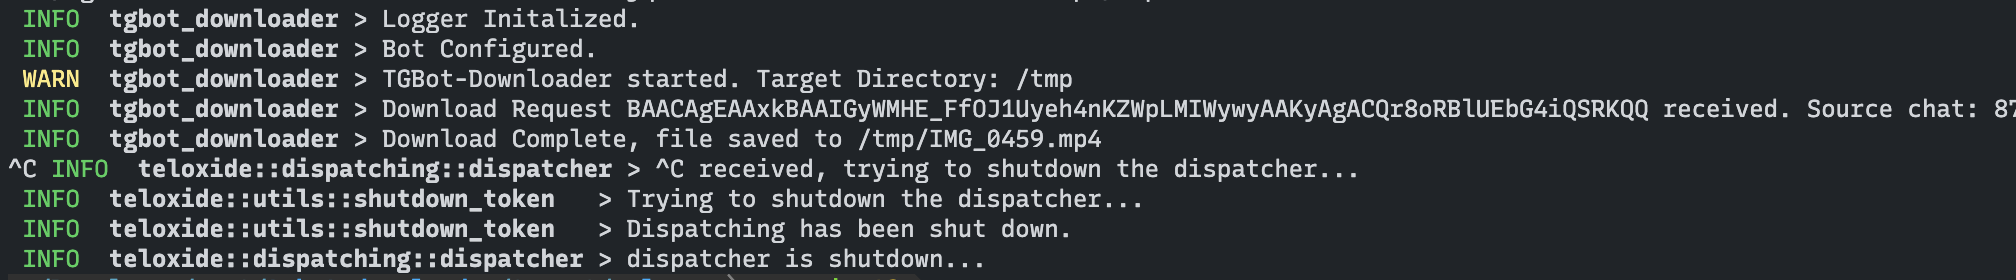 INFO tgbot_downloader > Logger Initalized.
INFO tgbot_downloader > Bot Configured.
WARN tgbot_downloader > TGBot-Downloader started. Target Directory: /tmp
INFO tgbot_downloader > Download Request BAACAgEAAxkBAAIGyWMHE_FfOJ1Uyeh4nKZWpLMIWywyAAKyAgACQr8oRBlUEbG4iQSRKQQ received. Source chat: 87
INFO tgbot_downloader > Download Complete, file saved to /tmp/IMG_0459.mp4
^C INFO teloxide::dispatching::dispatcher > ^C received, trying to shutdown the dispatcher...
INFO teloxide::utils::shutdown_token > Trying to shutdown the dispatcher...
INFO teloxide::utils::shutdown_token > Dispatching has been shut down.
INFO teloxide::dispatching::dispatcher > dispatcher is shutdown...